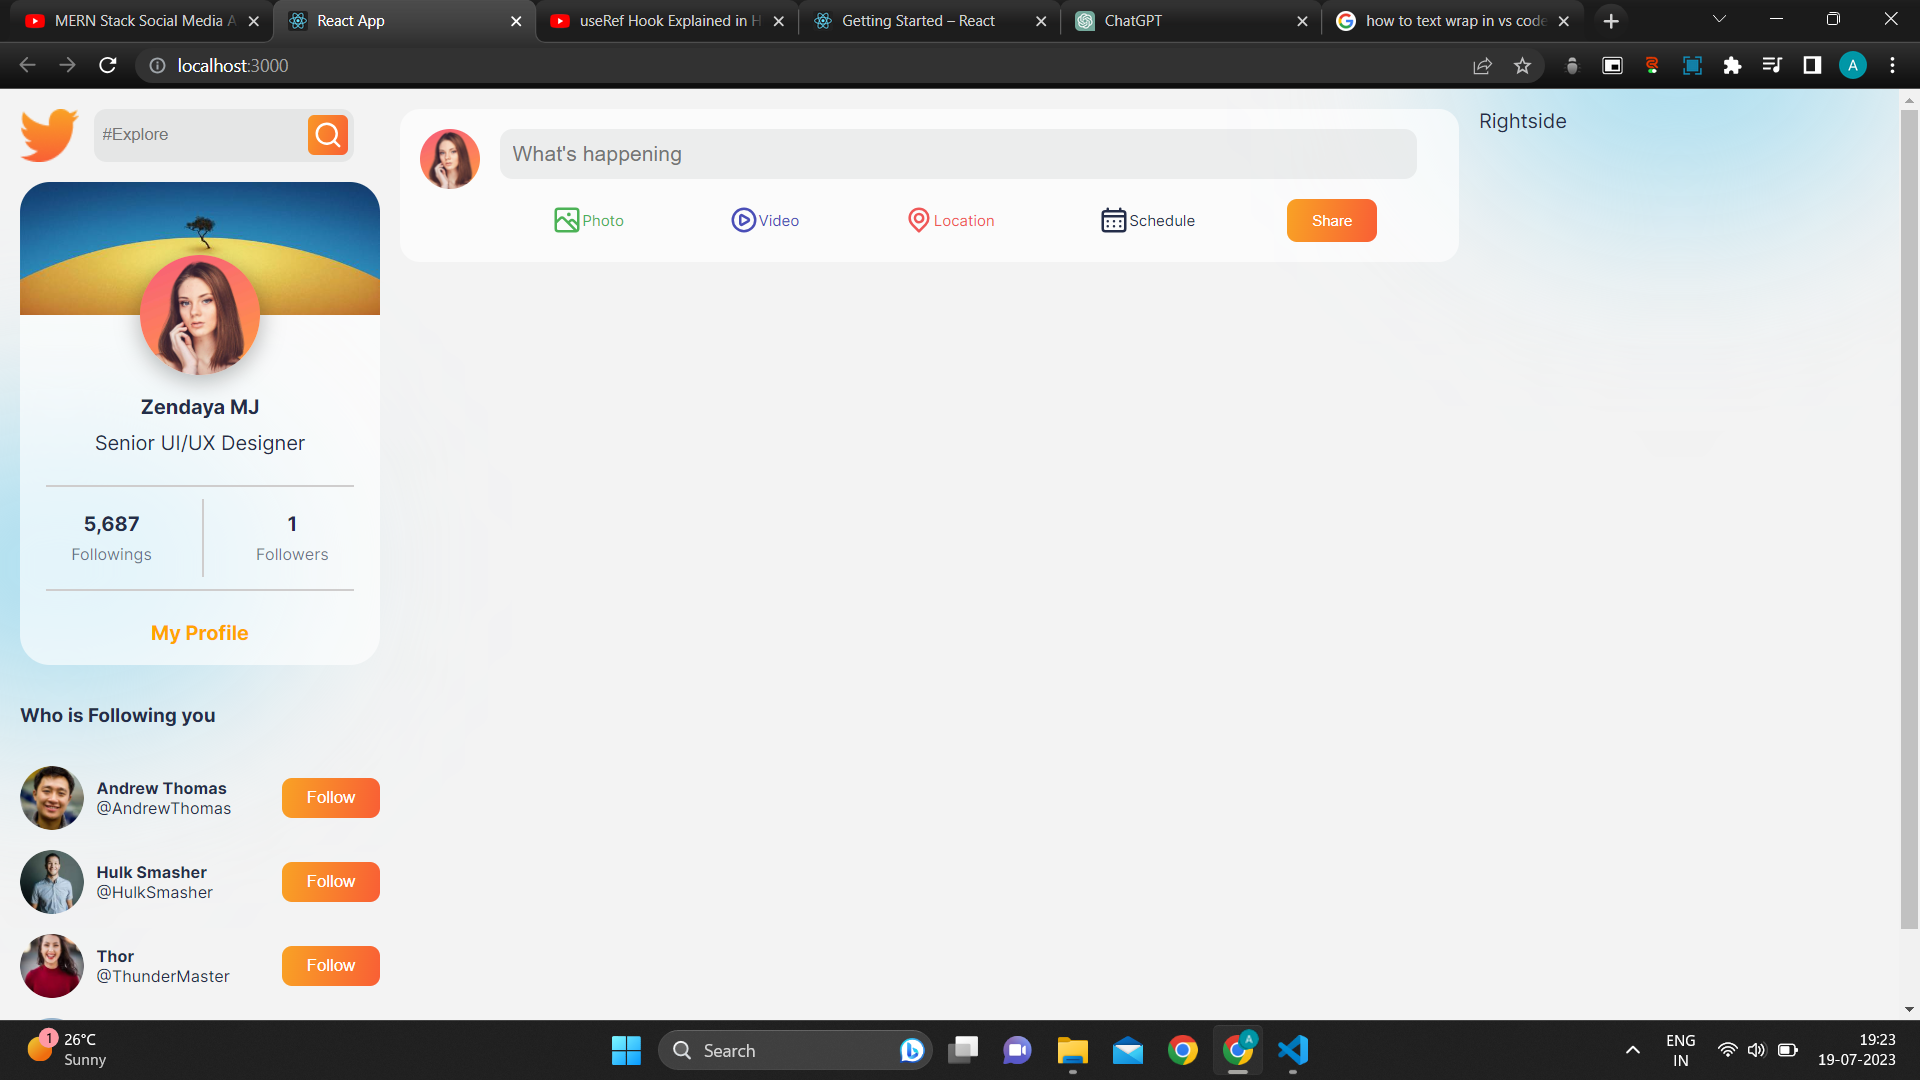 MERN Stack Social Media A
React App
useRef Hook Explained in H
Getting Started – React
ChatGPT
how to text wrap in vs code
localhost:3000
A
#Explore
What's happening
Photo
Video
Location
Schedule
Share
Rightside
Zendaya MJ
Senior UI/UX Designer
5,687
Followings
1
Followers
My Profile
Who is Following you
Andrew Thomas
@AndrewThomas
Follow
Hulk Smasher
@HulkSmasher
Follow
Thor
@ThunderMaster
Follow
1
26°C
Sunny
Search
A
ENG
IN
19:23
19-07-2023